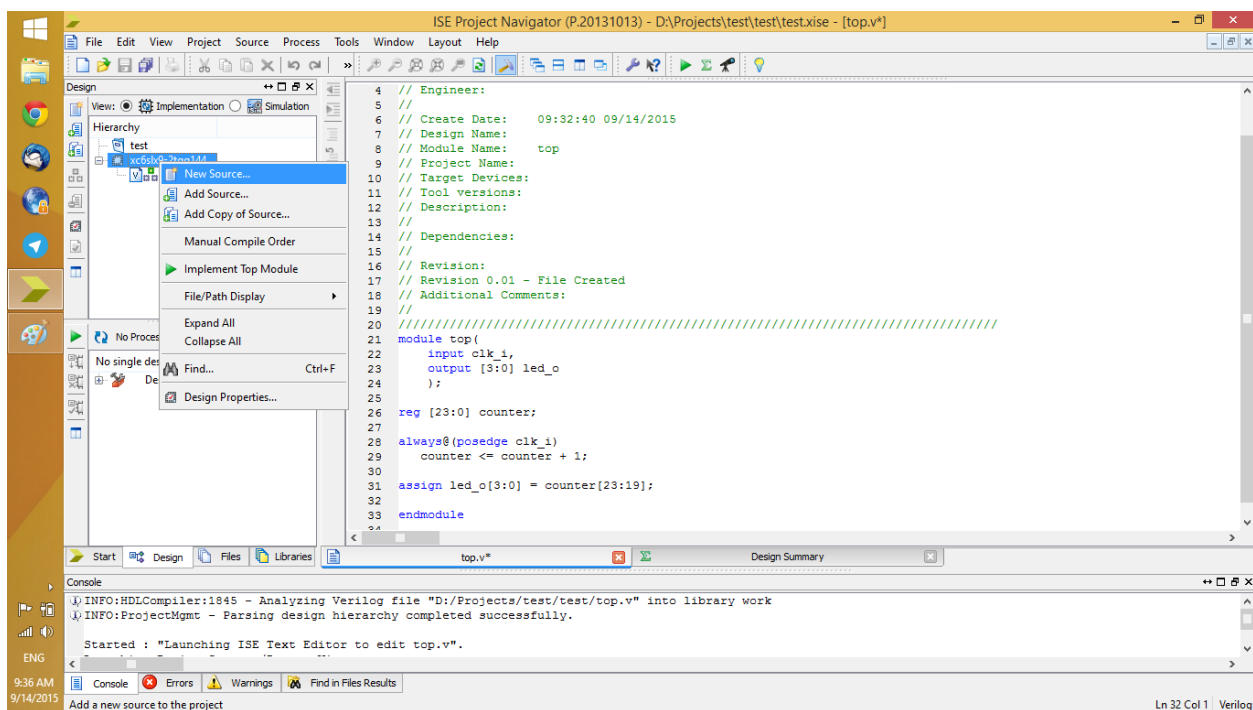 ISE Project Navigator (P.20131013) - D:\Projects\test\test\test.xise - [top.v*]
File Edit View Project Source Process Tools Window Layout Help
Design
View: Implementation Simulation
Hierarchy
test
xc6slx9-2tqg144
New Source...
Add Source...
Add Copy of Source...
Manual Compile Order
Implement Top Module
File/Path Display
Expand All
Collapse All
Find... Ctrl+F
Design Properties...
No Proces
No single des
De
4 // Engineer:
5 //
6 // Create Date: 09:32:40 09/14/2015
7 // Design Name:
8 // Module Name: top
9 // Project Name:
10 // Target Devices:
11 // Tool versions:
12 // Description:
13 //
14 // Dependencies:
15 //
16 // Revision:
17 // Revision 0.01 - File Created
18 // Additional Comments:
19 //
20 //////////////////////////////////////////////////////////////////////////////////
21 module top(
22 input clk_i,
23 output [3:0] led_o
24 );
25
26 reg [23:0] counter;
27
28 always@(posedge clk_i)
29 counter <= counter + 1;
30
31 assign led_o[3:0] = counter[23:19];
32
33 endmodule
34
Start Design Files Libraries
top.v* Design Summary
Console
INFO:HDLCompiler:1845 - Analyzing Verilog file "D:/Projects/test/test/top.v" into library work
INFO:ProjectMgmt - Parsing design hierarchy completed successfully.
Started : "Launching ISE Text Editor to edit top.v".
Console Errors Warnings Find in Files Results
Add a new source to the project
Ln 32 Col 1 Verilog
ENG
9:36 AM
9/14/2015